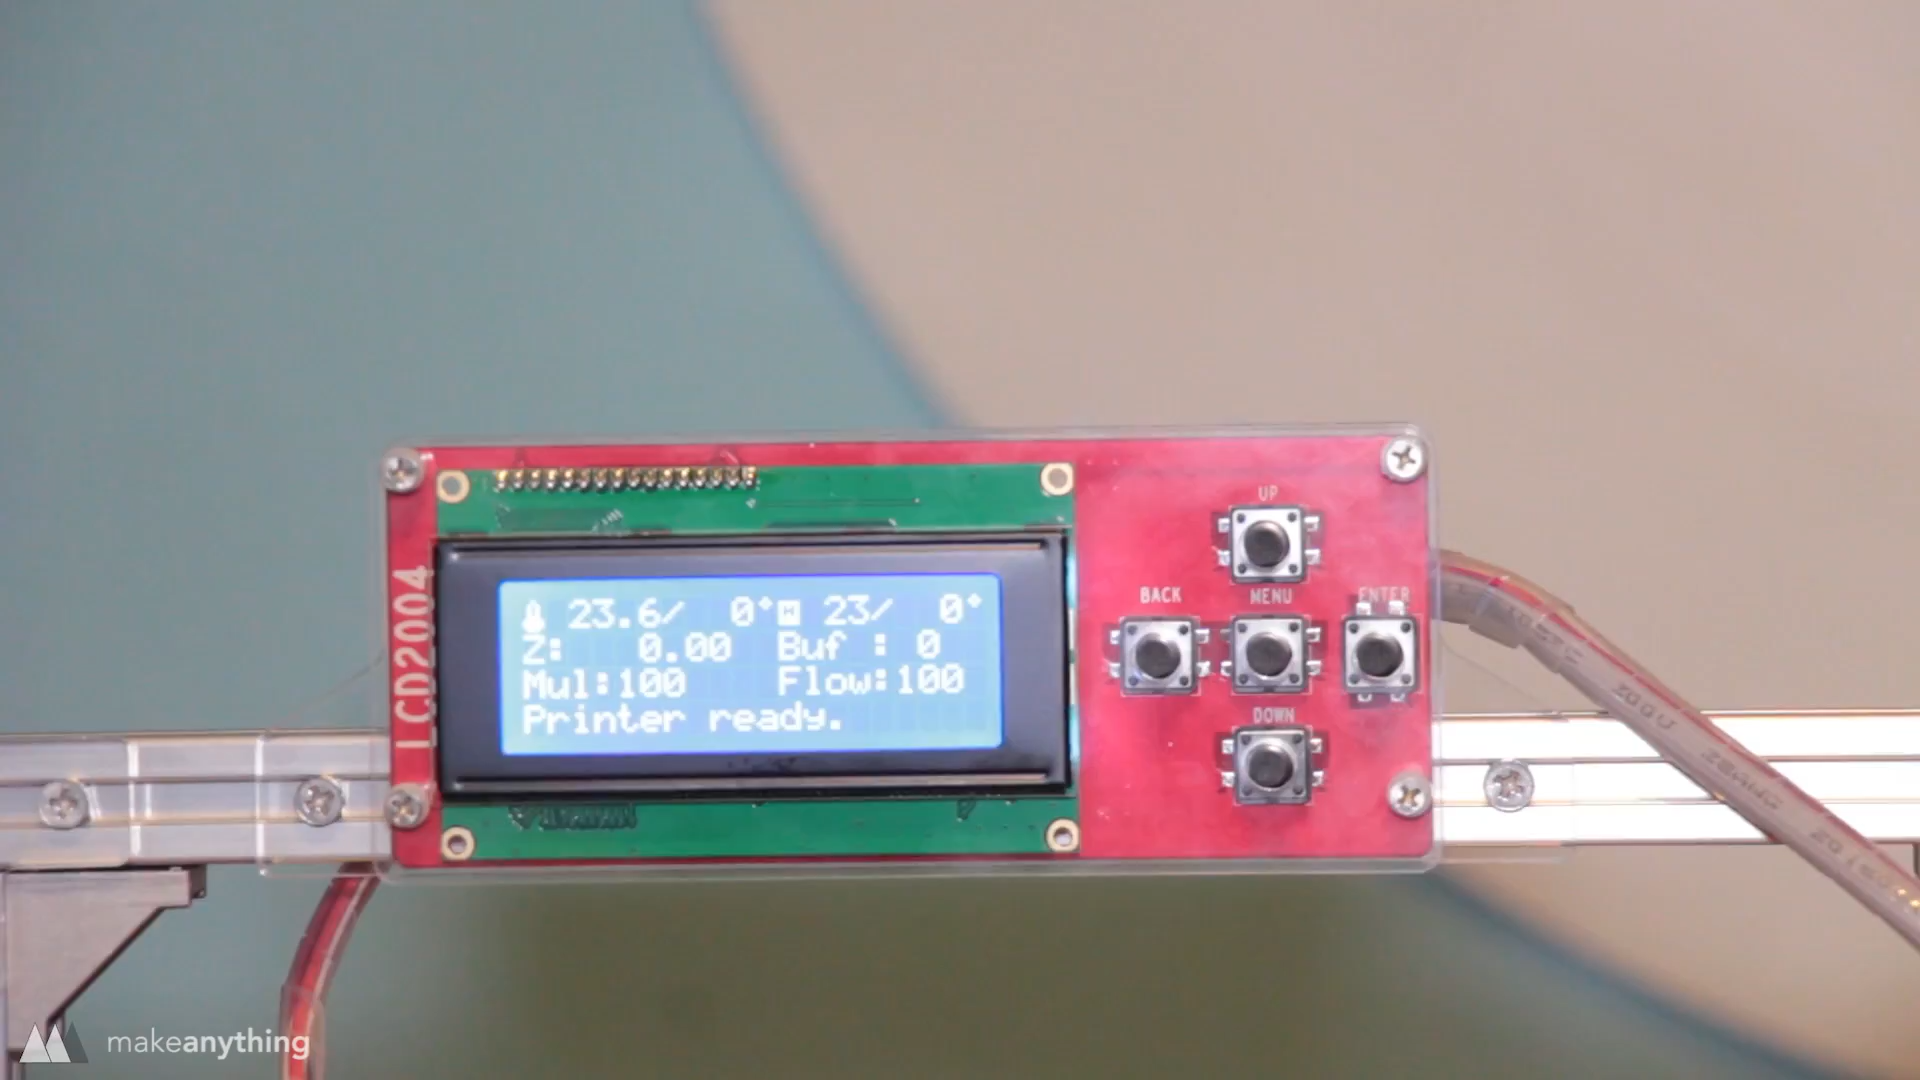 LCD2004
23.6/ 0° 23/ 0°
Z: 0.00 Buf : 0
Mul:100 Flow:100
Printer ready.
UP
BACK MENU ENTER
DOWN
makeanything